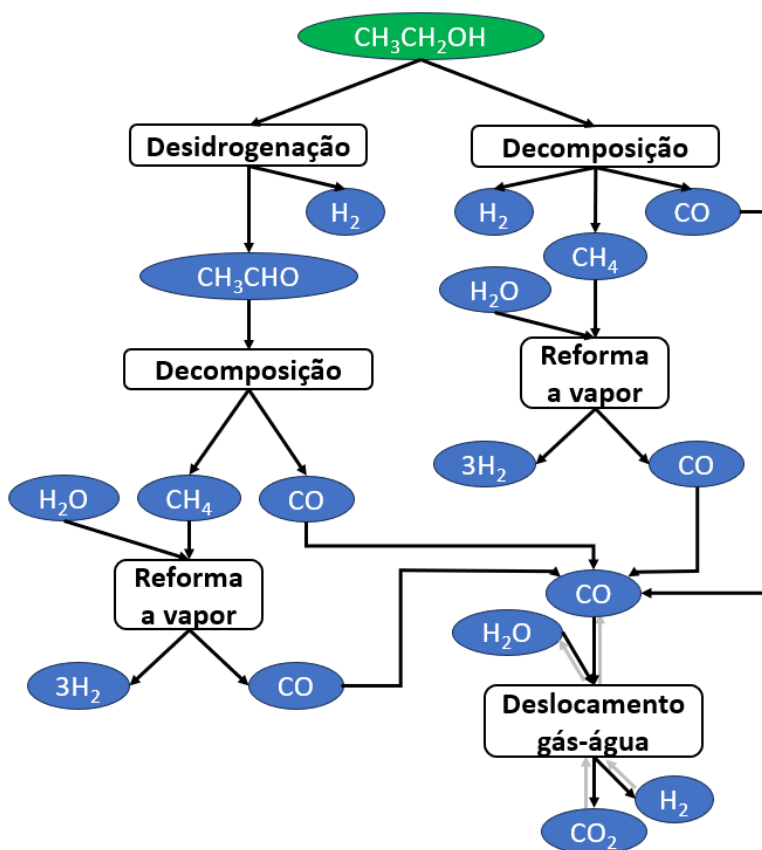 CH₃CH₂OH
Desidrogenação
Decomposição
H₂
H₂
CO
CH₃CHO
CH₄
H₂O
Decomposição
Reforma
a vapor
3H₂
CO
H₂O
CH₄
CO
Reforma
a vapor
CO
H₂O
3H₂
CO
Deslocamento
gás-água
H₂
CO₂